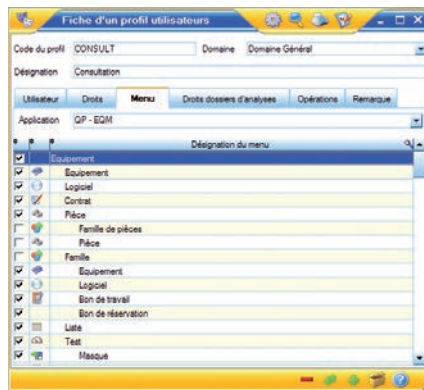 Fiche d'un profil utilisateurs
Code du profil CONSULT Domaine Domaine Général
Désignation Consultation
Utilisateur Droits Menu Droits dossiers d'analyses Opérations Remarque
Application QP - EQM
Désignation du menu
Equipement
Equipement
Logiciel
Contrat
Pièce
Famille de pièces
Pièce
Famille
Equipement
Logiciel
Bon de travail
Bon de réservation
Liste
Test
Masque